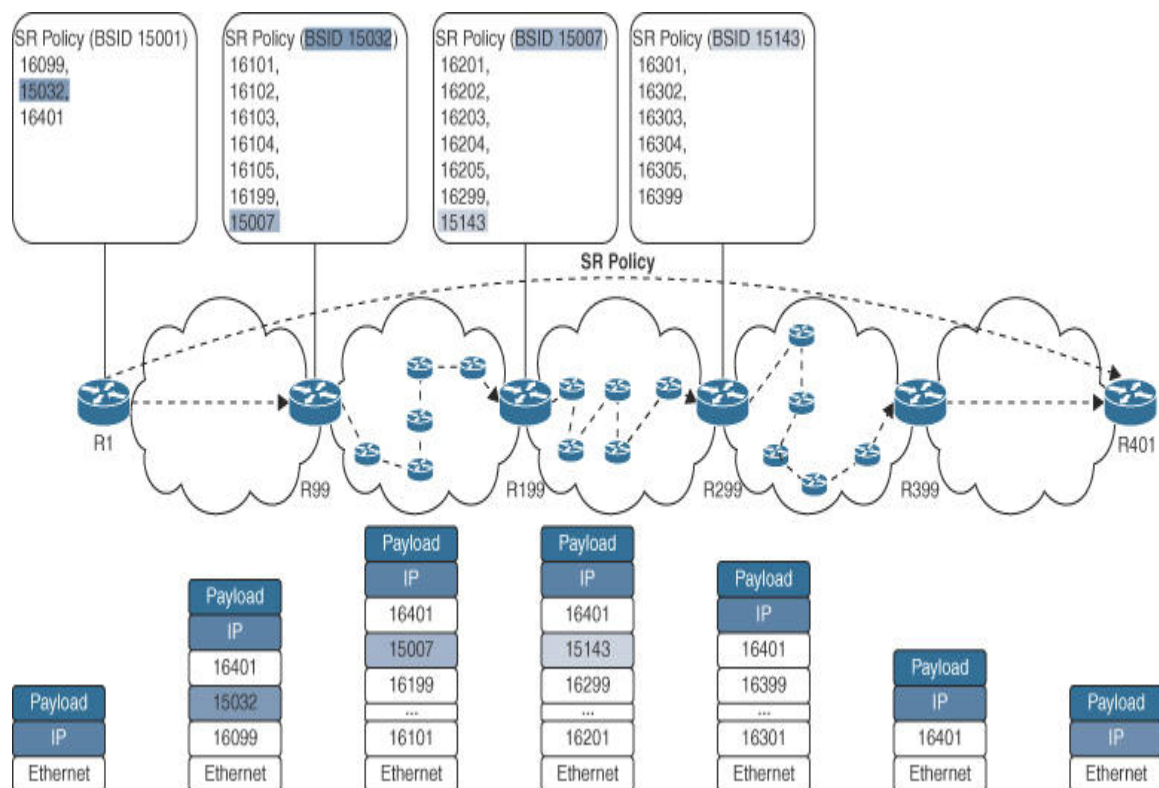 SR Policy (BSID 15001)
16099,
15032,
16401
SR Policy (BSID 15032)
16101,
16102,
16103,
16104,
16105,
16199,
15007
SR Policy (BSID 15007)
16201,
16202,
16203,
16204,
16205,
16299,
15143
SR Policy (BSID 15143)
16301,
16302,
16303,
16304,
16305,
16399
SR Policy
R1
R99
R199
R299
R399
R401
Payload
IP
Ethernet
Payload
IP
16401
15032
16099
Ethernet
Payload
IP
16401
15007
16199
...
16101
Ethernet
Payload
IP
16401
15143
16299
...
16201
Ethernet
Payload
IP
16401
16399
...
16301
Ethernet
Payload
IP
16401
Ethernet
Payload
IP
Ethernet